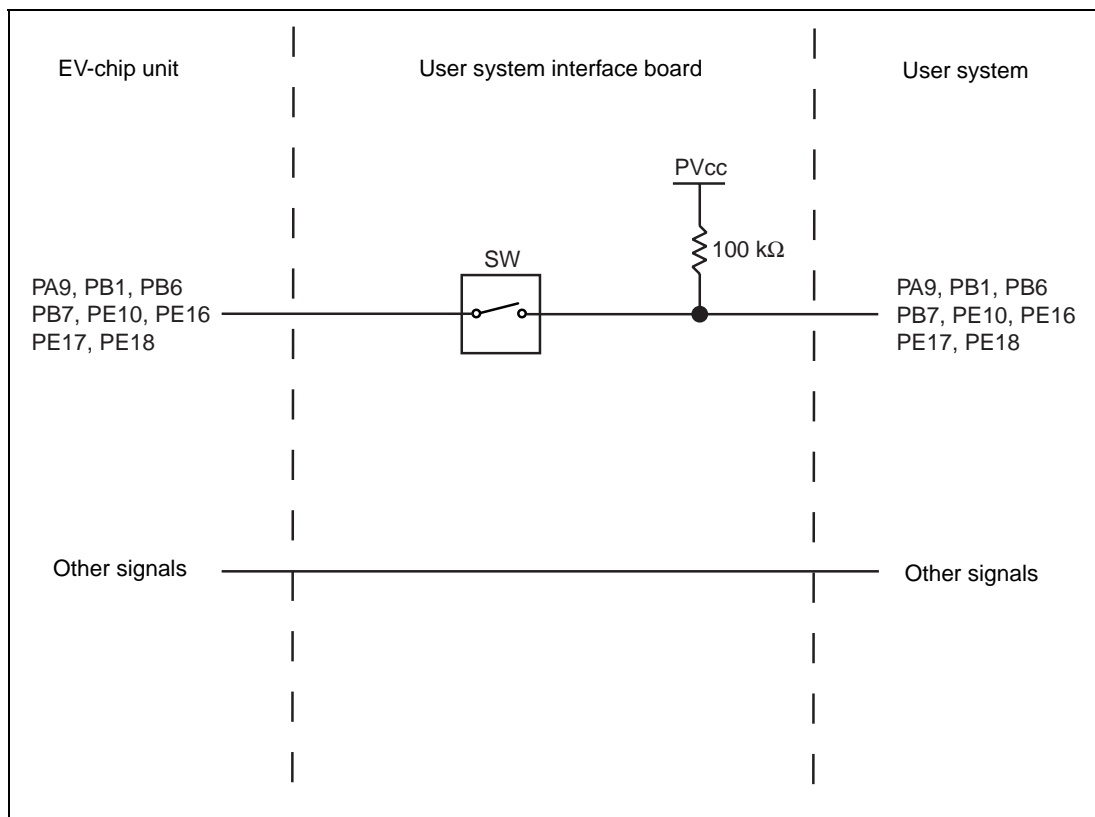 EV-chip unit
User system interface board
User system
PVcc
100 kΩ
SW
PA9, PB1, PB6
PB7, PE10, PE16
PE17, PE18
PA9, PB1, PB6
PB7, PE10, PE16
PE17, PE18
Other signals
Other signals